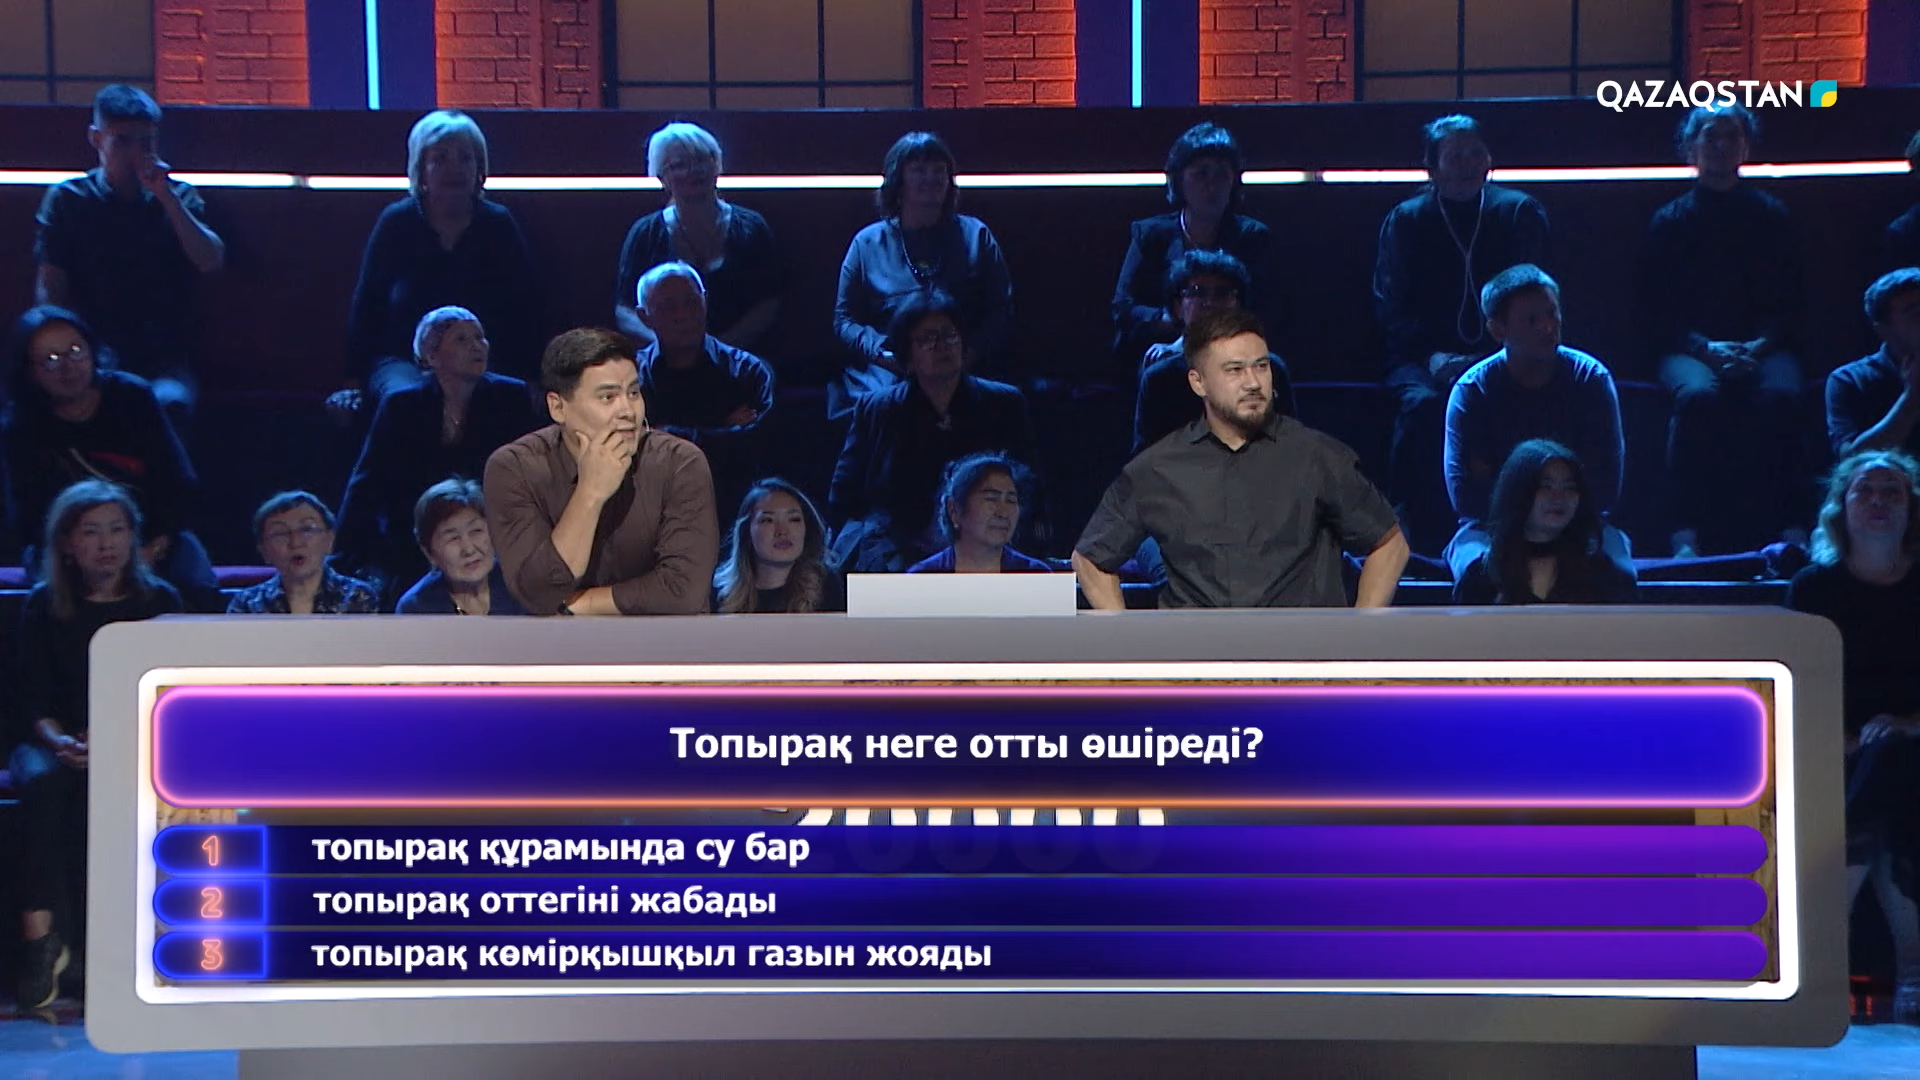 QAZAQSTAN
Топырақ неге отты өшіреді?
20000
1 топырақ құрамында су бар
2 топырақ оттегіні жабады
3 топырақ көмірқышқыл газын жояды